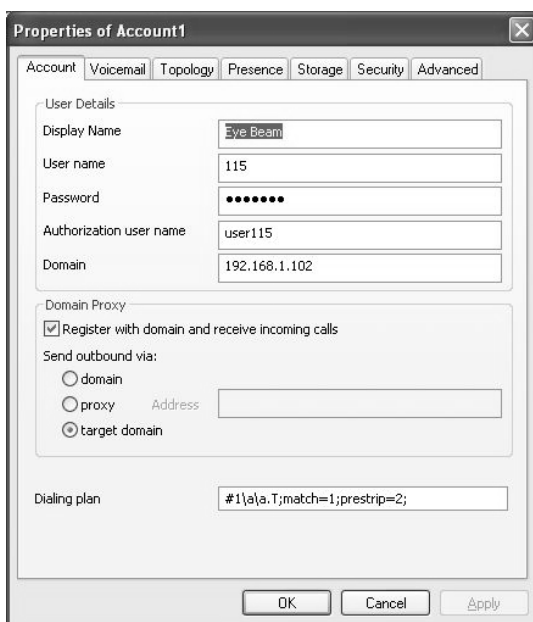 Properties of Account1
Account Voicemail Topology Presence Storage Security Advanced
User Details
Display Name Eye Beam
User name 115
Password •••••••
Authorization user name user115
Domain 192.168.1.102
Domain Proxy
Register with domain and receive incoming calls
Send outbound via:
domain
proxy Address
target domain
Dialing plan #1\a\a.T;match=1;prestrip=2;
OK Cancel Apply